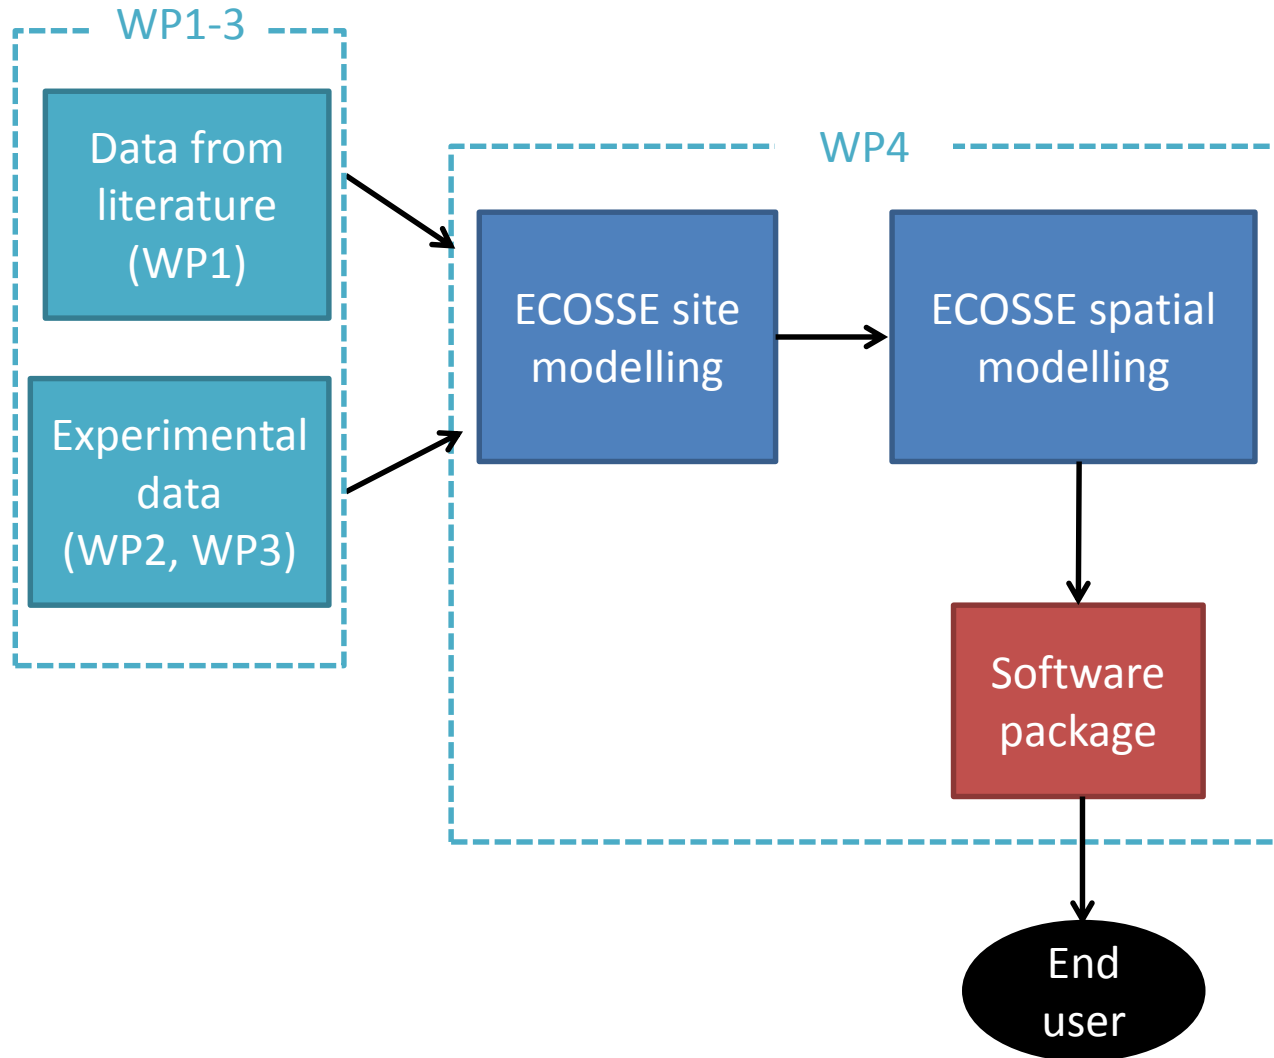 WP1-3
Data from
literature
(WP1)
Experimental
data
(WP2, WP3)
WP4
ECOSSE site
modelling
ECOSSE spatial
modelling
Software
package
End
user